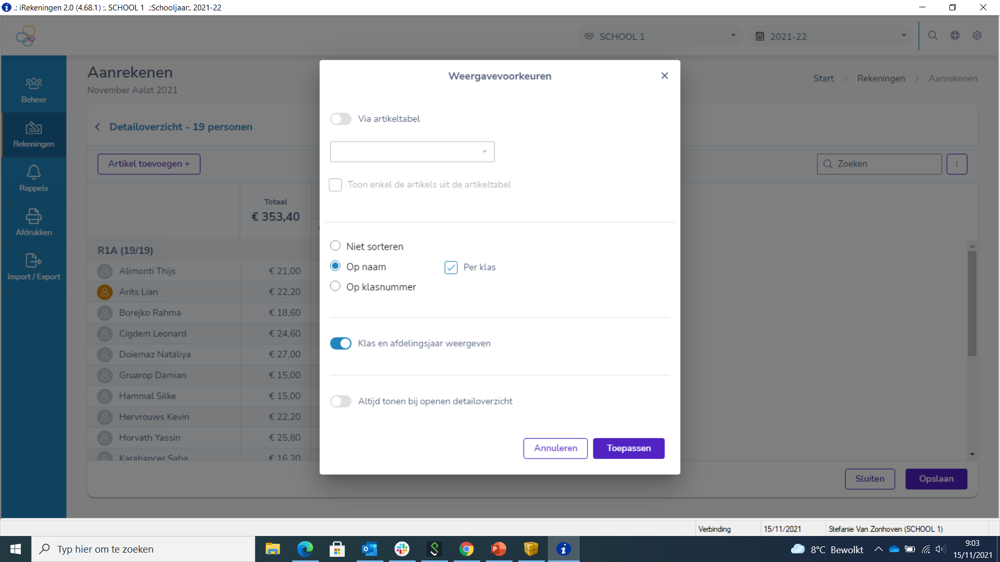 .: iRekeningen 2.0 (4.68.1) :. SCHOOL 1 .:Schooljaar:. 2021-22
SCHOOL 1
2021-22
Aanrekenen
November Aalst 2021
Start
Rekeningen
Aanrekenen
Beheer
Rekeningen
Rappels
Afdrukken
Import / Export
Detailoverzicht - 19 personen
Artikel toevoegen +
Zoeken
Totaal
€ 353,40
R1A (19/19)
Alimonti Thijs € 21,00
Arits Lian € 22,20
Borejko Rahma € 18,60
Cigdem Leonard € 24,60
Doiemaz Nataliya € 27,00
Gruarop Damian € 15,00
Hammal Silke € 15,00
Hervrouws Kevin € 22,20
Horvath Yassin € 25,80
Karahancer Saba € 16,20
Weergavevoorkeuren
Via artikeltabel
Toon enkel de artikels uit de artikeltabel
Niet sorteren
Op naam
Per klas
Op klasnummer
Klas en afdelingsjaar weergeven
Altijd tonen bij openen detailoverzicht
Annuleren
Toepassen
Sluiten
Opslaan
Verbinding
15/11/2021
Stefanie Van Zonhoven (SCHOOL 1)
Typ hier om te zoeken
8°C Bewolkt
9:03
15/11/2021